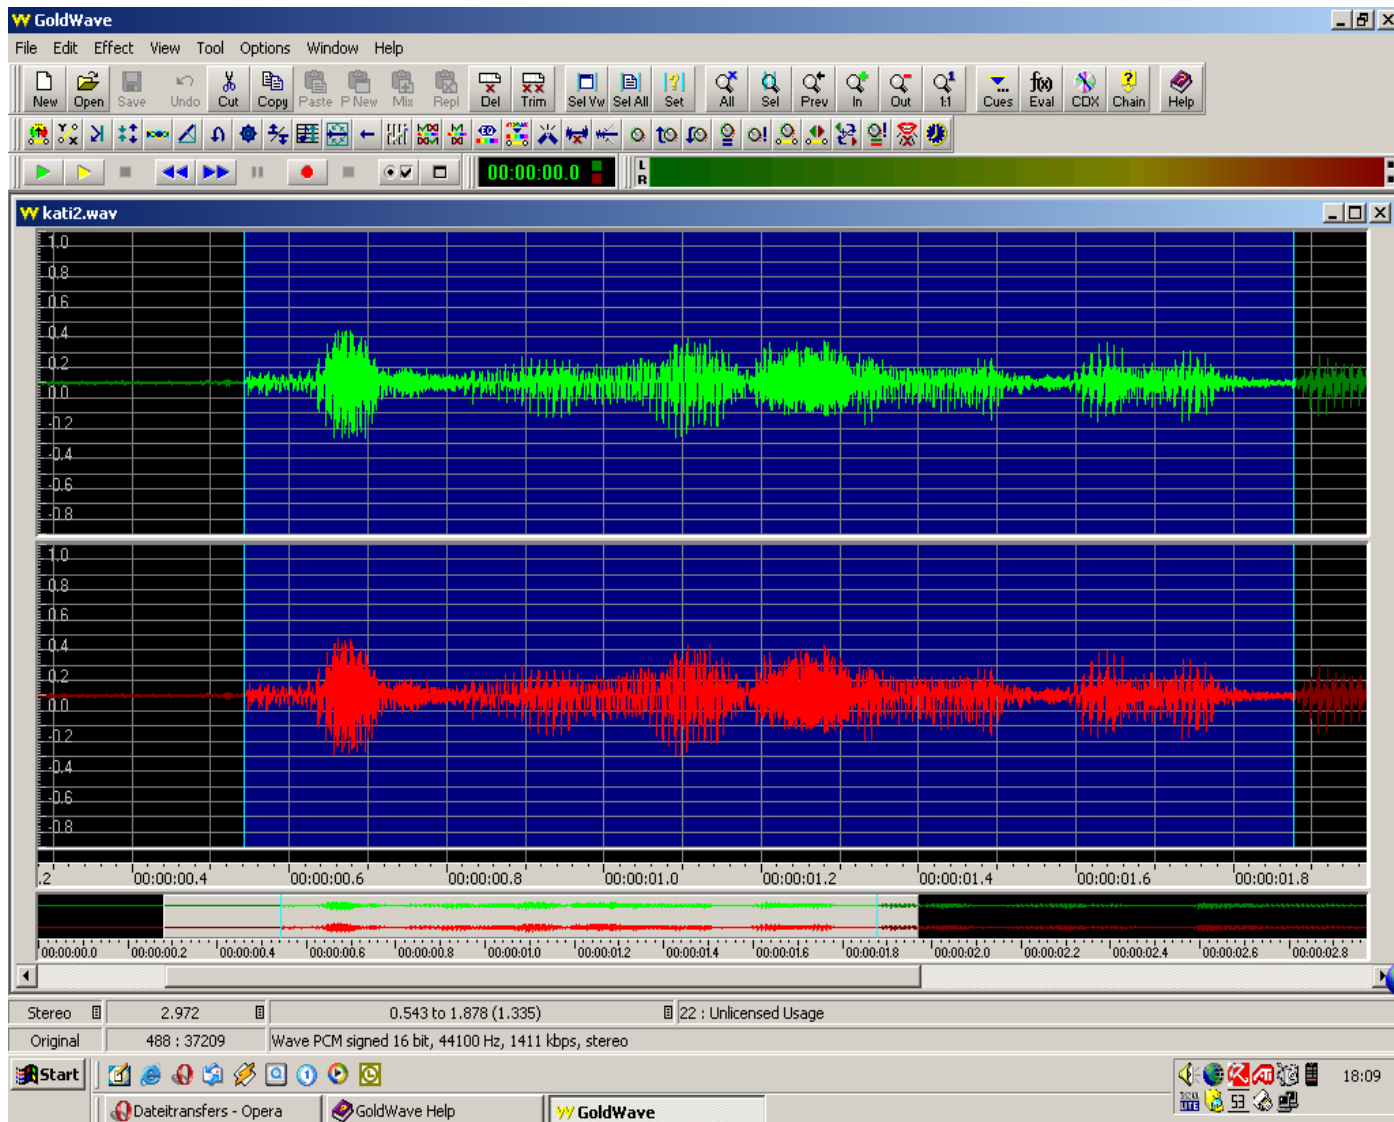 GoldWave
File Edit Effect View Tool Options Window Help
New Open Save Undo Cut Copy Paste P New Mix Repl Del Trim Sel Vw Sel All Set All Sel Prev In Out 1:1 Cues Eval CDX Chain Help
00:00:00.0 L
R
kati2.wav
1.0
0.8
0.6
0.4
0.2
0.0
-0.2
-0.4
-0.6
-0.8
1.0
0.8
0.6
0.4
0.2
0.0
-0.2
-0.4
-0.6
-0.8
.2 00:00:00.4 00:00:00.6 00:00:00.8 00:00:01.0 00:00:01.2 00:00:01.4 00:00:01.6 00:00:01.8
00:00:00.0 00:00:00.2 00:00:00.4 00:00:00.6 00:00:00.8 00:00:01.0 00:00:01.2 00:00:01.4 00:00:01.6 00:00:01.8 00:00:02.0 00:00:02.2 00:00:02.4 00:00:02.6 00:00:02.8
Stereo 2.972 0.543 to 1.878 (1.335) 22 : Unlicensed Usage
Original 488 : 37209 Wave PCM signed 16 bit, 44100 Hz, 1411 kbps, stereo
Start 18:09
53
Dateitransfers - Opera GoldWave Help GoldWave